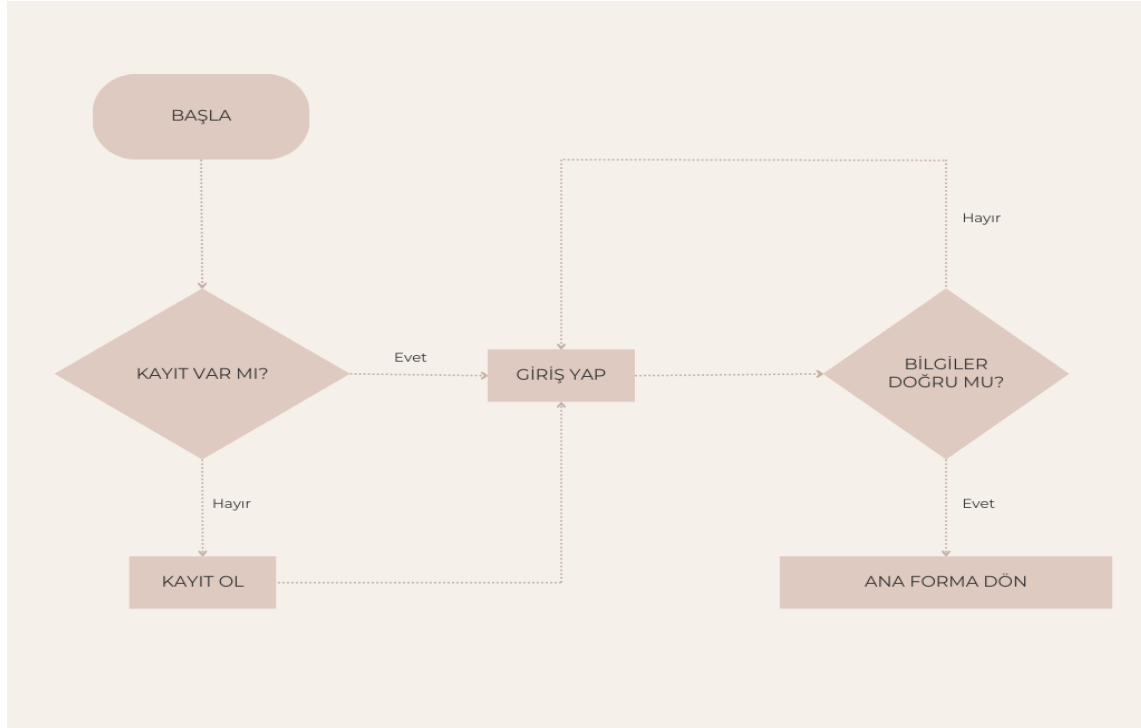 BAŞLA
Hayır
Evet
KAYIT VAR MI?
GİRİŞ YAP
BİLGİLER
DOĞRU MU?
Hayır
Evet
KAYIT OL
ANA FORMA DÖN